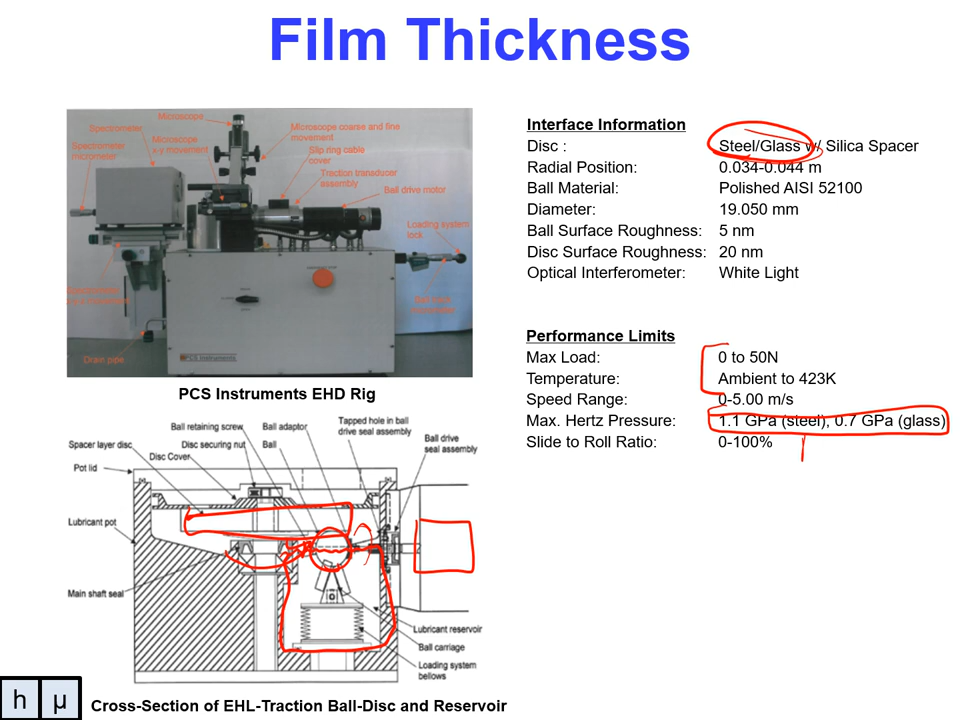 Film Thickness
Microscope
Spectrometer
Microscope coarse and fine
movement
Microscope
x-y movement
Spectrometer
micrometer
Slip ring cable
cover
Traction transducer
assembly
Ball drive motor
Loading system
lock
Drain pipe
PCS Instruments
PCS Instruments EHD Rig
Interface Information
Disc : Steel/Glass w/ Silica Spacer
Radial Position: 0.034-0.044 m
Ball Material: Polished AISI 52100
Diameter: 19.050 mm
Ball Surface Roughness: 5 nm
Disc Surface Roughness: 20 nm
Optical Interferometer: White Light
Performance Limits
Max Load: 0 to 50N
Temperature: Ambient to 423K
Speed Range: 0-5.00 m/s
Max. Hertz Pressure: 1.1 GPa (steel), 0.7 GPa (glass)
Slide to Roll Ratio: 0-100%
Tapped hole in ball
drive seal assembly
Ball retaining screw
Ball adaptor
Spacer layer disc
Disc securing nut
Ball
Ball drive
seal assembly
Disc Cover
Pot lid
Lubricant pot
Main shaft seal
Lubricant reservoir
Ball carriage
Loading system
bellows
h μ
Cross-Section of EHL-Traction Ball-Disc and Reservoir